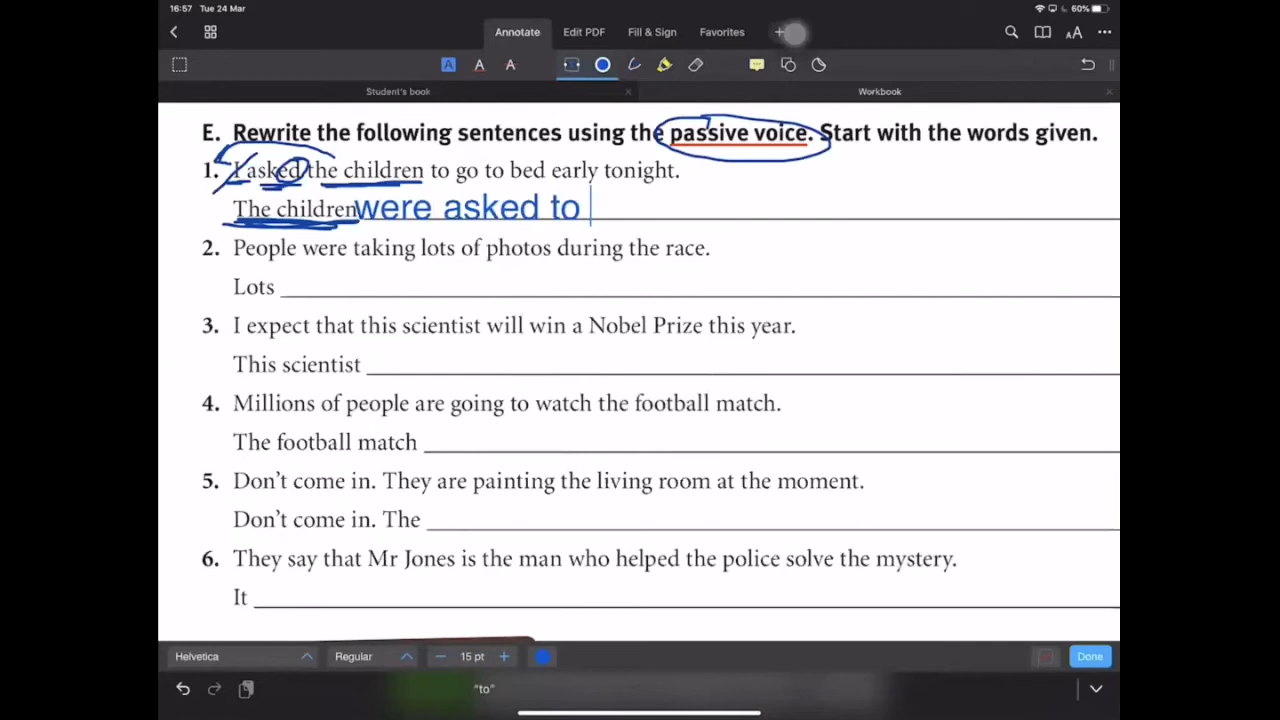 16:57 Tue 24 Mar
60%
Annotate Edit PDF Fill & Sign Favorites +
A A A
Student's book × Workbook ×
E. Rewrite the following sentences using the passive voice. Start with the words given.
1. I asked the children to go to bed early tonight.
The children were asked to
2. People were taking lots of photos during the race.
Lots
3. I expect that this scientist will win a Nobel Prize this year.
This scientist
4. Millions of people are going to watch the football match.
The football match
5. Don't come in. They are painting the living room at the moment.
Don't come in. The
6. They say that Mr Jones is the man who helped the police solve the mystery.
It
Helvetica Regular − 15 pt + Done
"to"